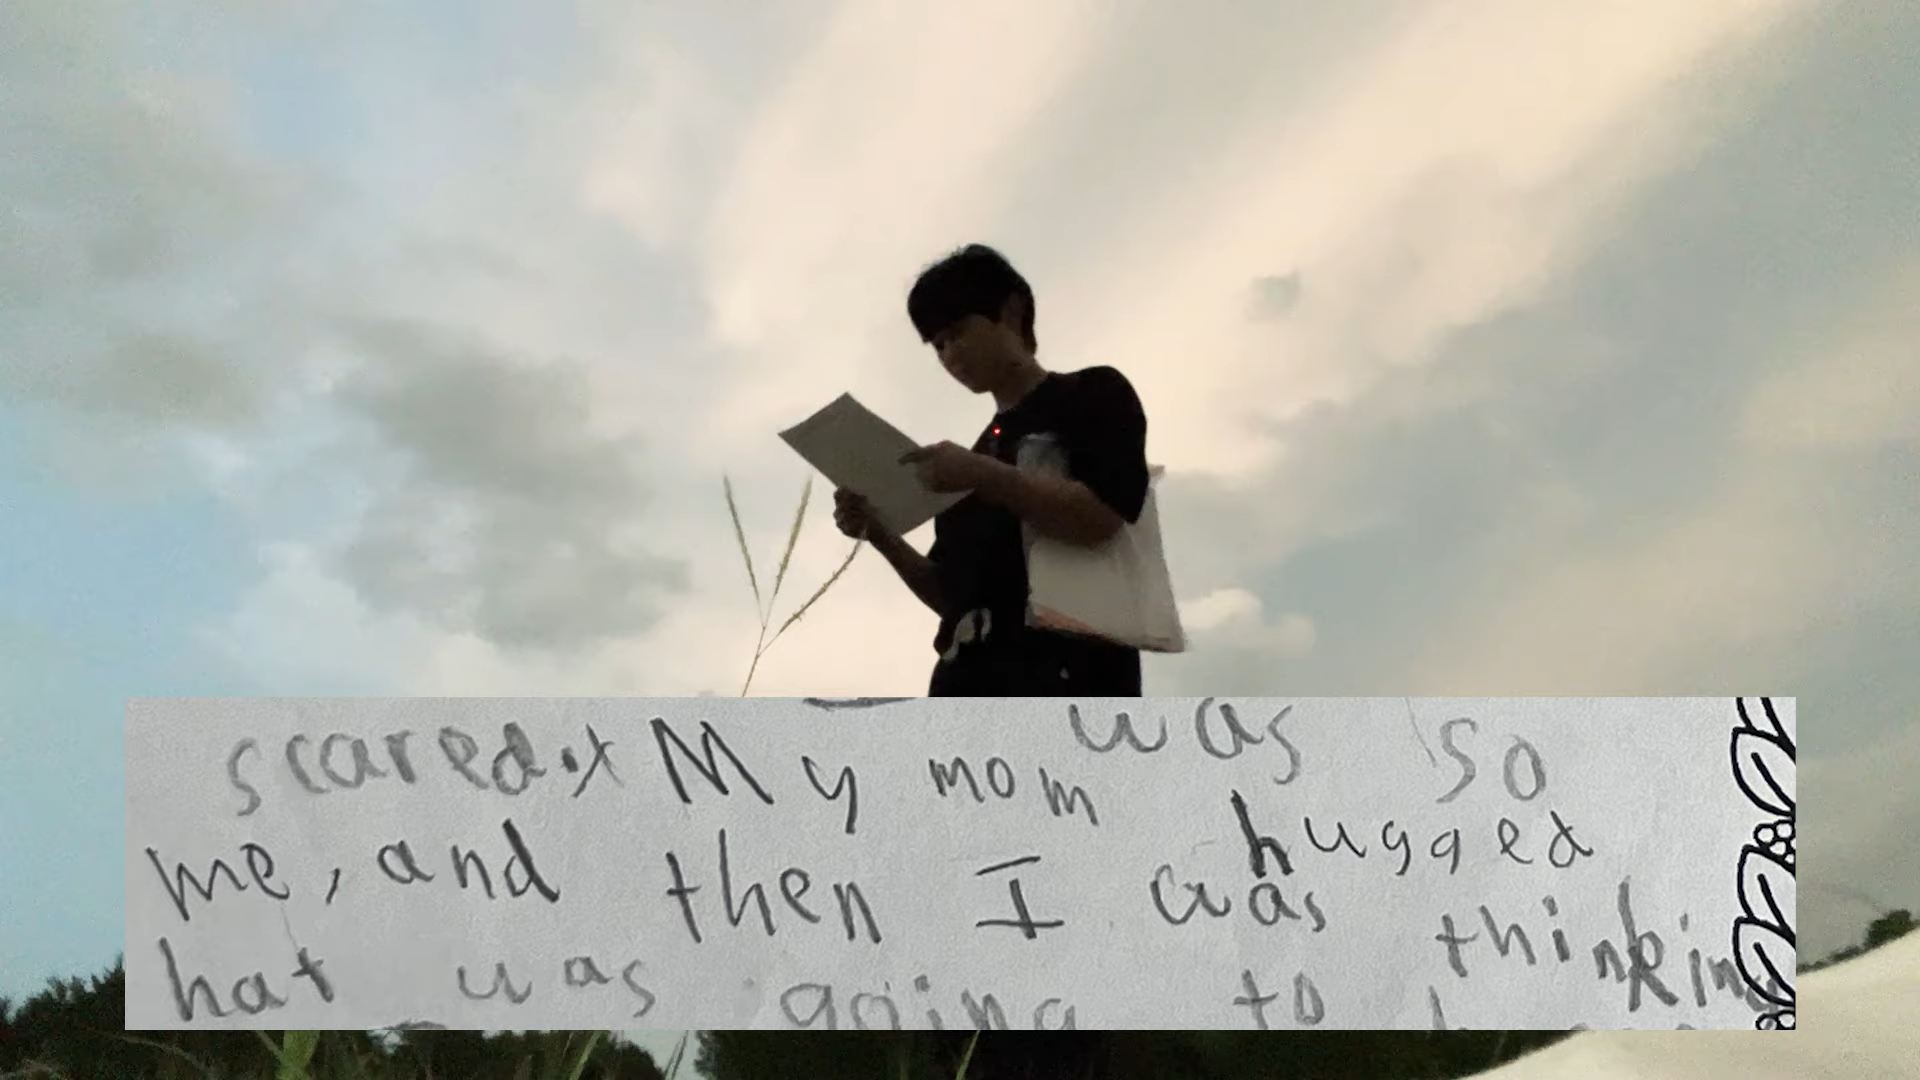 was so
scared. My mom hugged
me, and then I was thinking
hat was going to